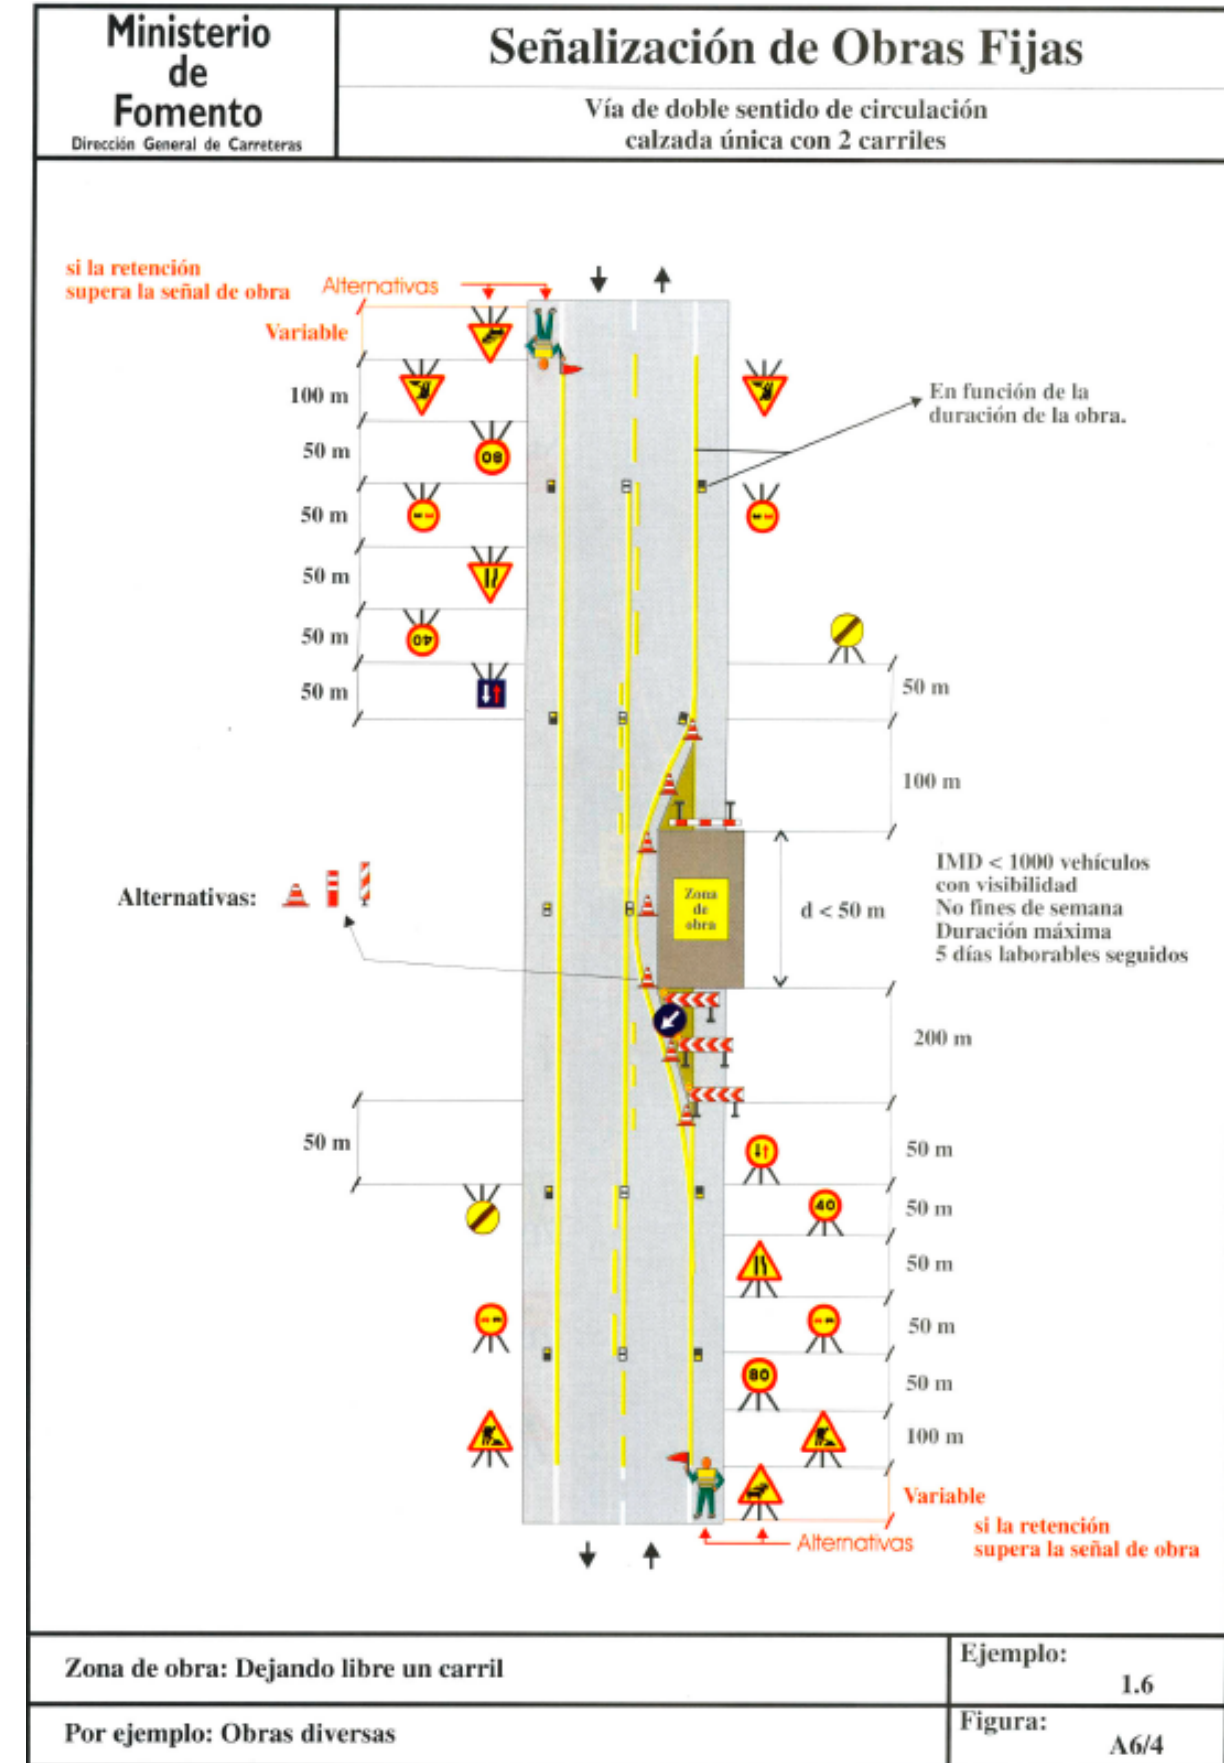 Ministerio
de
Fomento
Dirección General de Carreteras
Señalización de Obras Fijas
Vía de doble sentido de circulación
calzada única con 2 carriles
si la retención
supera la señal de obra
Alternativas
Variable
100 m
En función de la
duración de la obra.
50 m
80
50 m
50 m
50 m
40
50 m
50 m
100 m
IMD < 1000 vehículos
con visibilidad
No fines de semana
Duración máxima
5 días laborables seguidos
Alternativas:
Zona
de
obra
d < 50 m
200 m
50 m
50 m
40
50 m
50 m
50 m
80
50 m
100 m
Variable
si la retención
supera la señal de obra
Alternativas
Zona de obra: Dejando libre un carril
Ejemplo:
1.6
Por ejemplo: Obras diversas
Figura:
A6/4